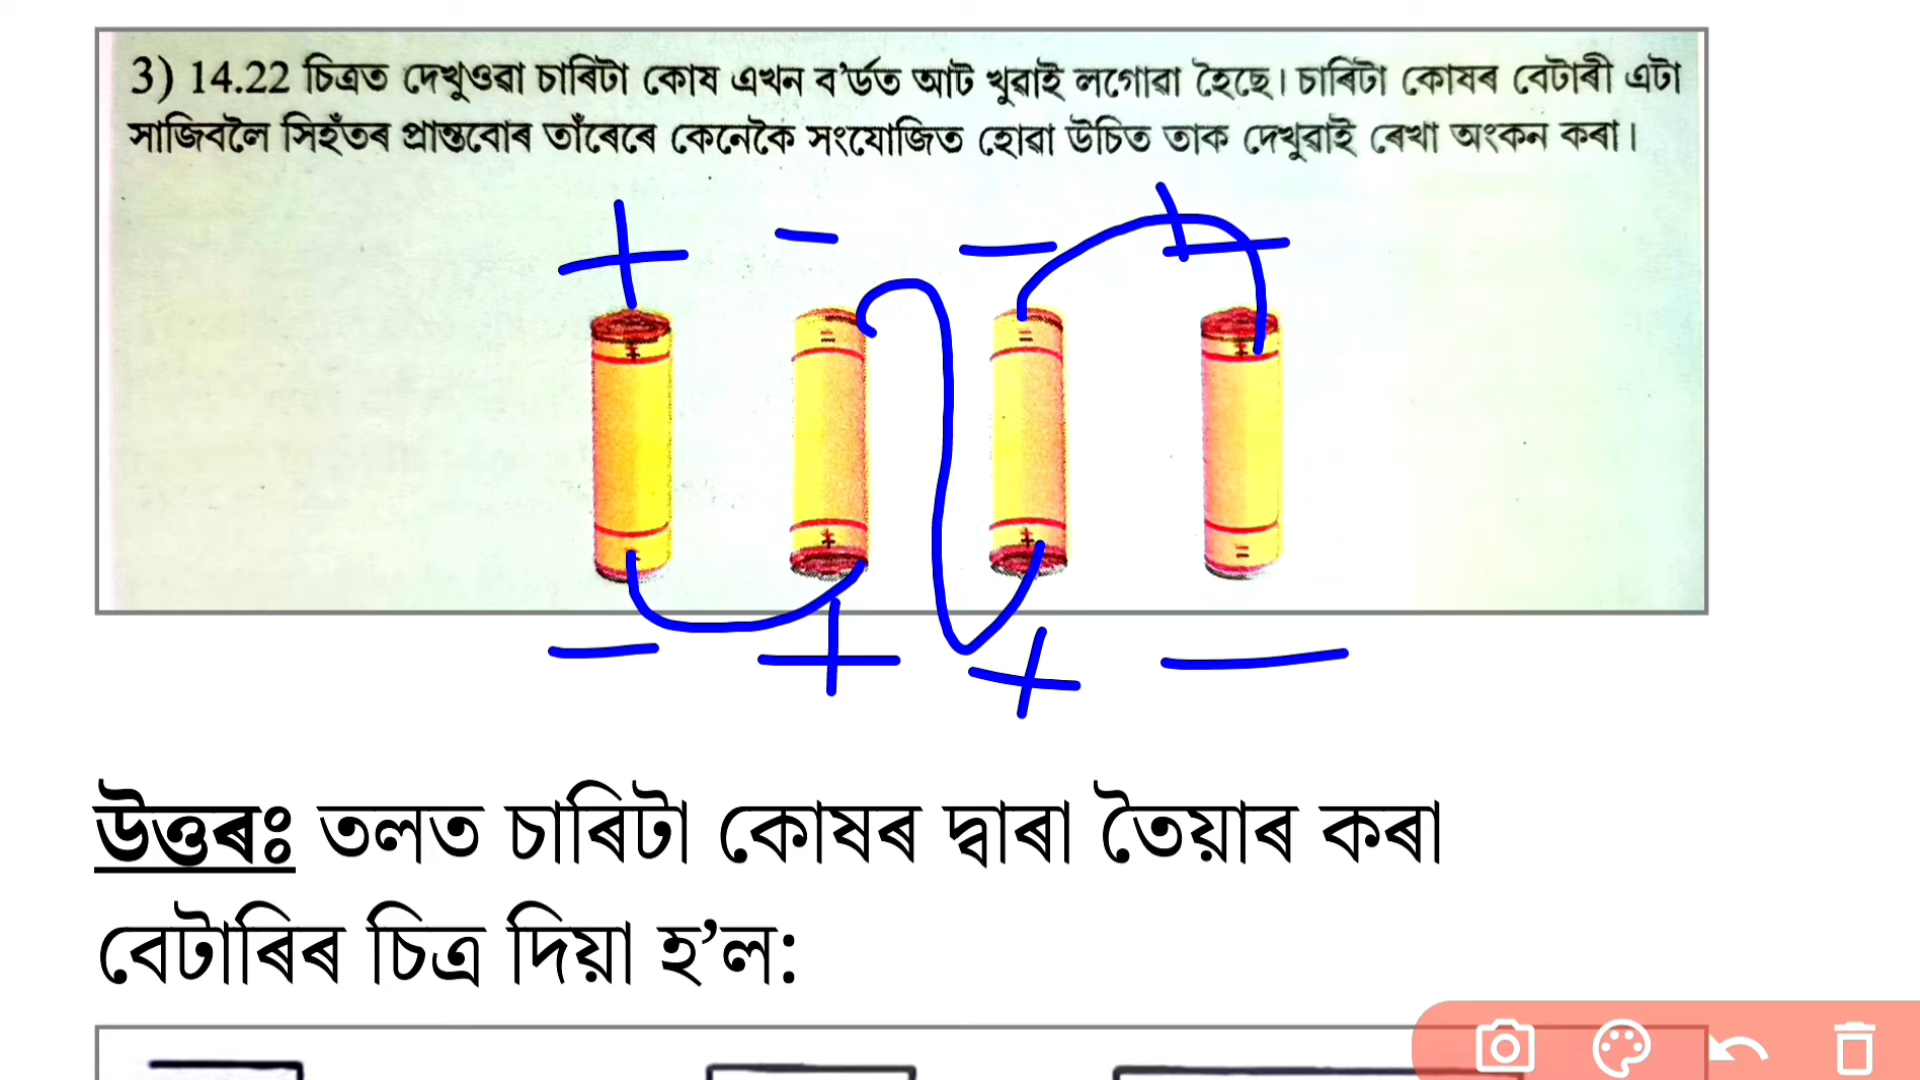 3) 14.22 চিত্ৰত দেখুওৱা চাৰিটা কোষ এখন ব'ৰ্ডত আটি খুৱাই লগোৱা হৈছে। চাৰিটা কোষৰ বেটাৰী এটা
সাজিবলৈ সিহঁতৰ প্ৰান্তবোৰ তাঁৰেৰে কেনেকৈ সংযোজিত হোৱা উচিত তাক দেখুৱাই ৰেখা অংকন কৰা।
+ − − +
+ = = +
+ + =
− + + −
উত্তৰঃ তলত চাৰিটা কোষৰ দ্বাৰা তৈয়াৰ কৰা
বেটাৰিৰ চিত্ৰ দিয়া হ’ল: